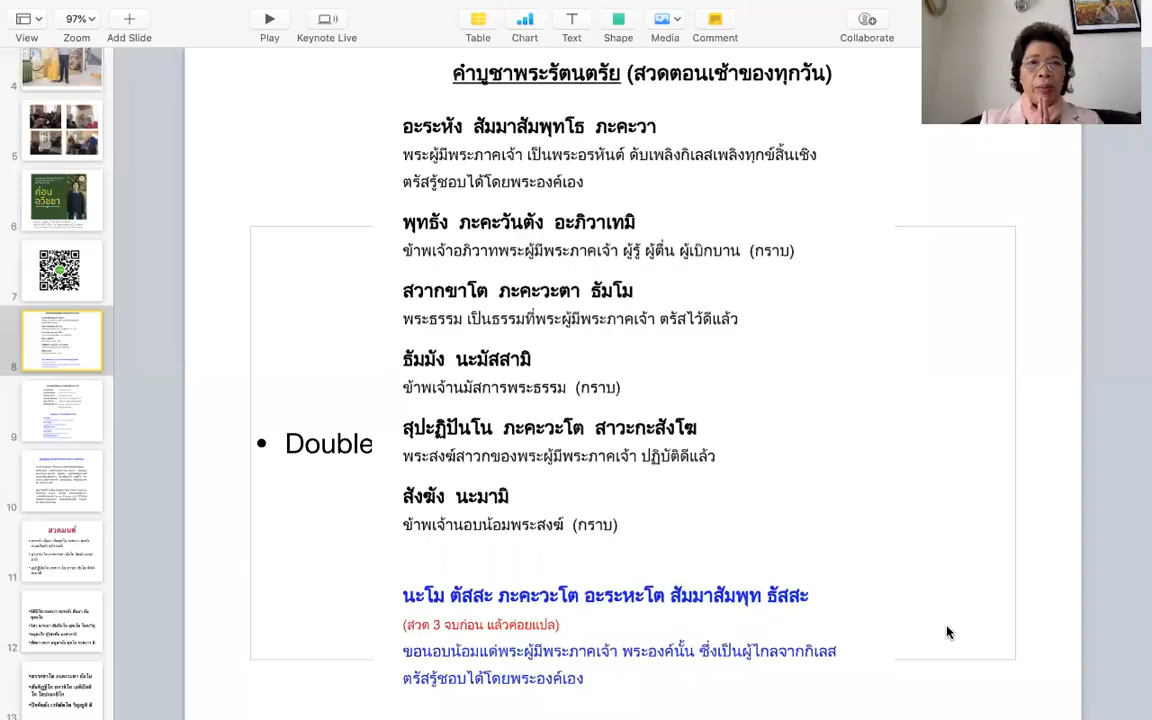 97%
View
Zoom
Add Slide
Play
Keynote Live
Table
Chart
Text
Shape
Media
Comment
Collaborate
คำบูชาพระรัตนตรัย (สวดตอนเช้าของทุกวัน)
อะระหัง สัมมาสัมพุทโธ ภะคะวา
พระผู้มีพระภาคเจ้า เป็นพระอรหันต์ ดับเพลิงกิเลสเพลิงทุกข์สิ้นเชิง
ตรัสรู้ชอบได้โดยพระองค์เอง
พุทธัง ภะคะวันตัง อะภิวาเทมิ
ข้าพเจ้าอภิวาทพระผู้มีพระภาคเจ้า ผู้รู้ ผู้ตื่น ผู้เบิกบาน (กราบ)
สวากขาโต ภะคะวะตา ธัมโม
พระธรรม เป็นธรรมที่พระผู้มีพระภาคเจ้า ตรัสไว้ดีแล้ว
ธัมมัง นะมัสสามิ
ข้าพเจ้านมัสการพระธรรม (กราบ)
สุปะฏิปันโน ภะคะวะโต สาวะกะสังโฆ
• Double
พระสงฆ์สาวกของพระผู้มีพระภาคเจ้า ปฏิบัติดีแล้ว
สังฆัง นะมามิ
ข้าพเจ้านอบน้อมพระสงฆ์ (กราบ)
นะโม ตัสสะ ภะคะวะโต อะระหะโต สัมมาสัมพุท ธัสสะ
(สวด 3 จบก่อน แล้วค่อยแปล)
ขอนอบน้อมแด่พระผู้มีพระภาคเจ้า พระองค์นั้น ซึ่งเป็นผู้ไกลจากกิเลส
ตรัสรู้ชอบได้โดยพระองค์เอง
4
5
6
ค่อน
อวิชชา
7
8
9
10
11
สวดมนต์
12
13